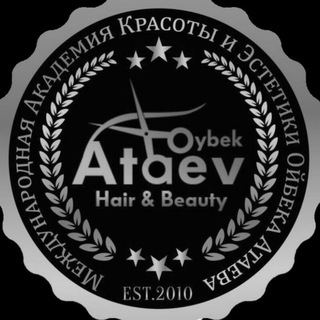 Международная Академия Красоты и Эстетики Ойбека Атаева
Oybek
Ataev
Hair & Beauty
EST.2010